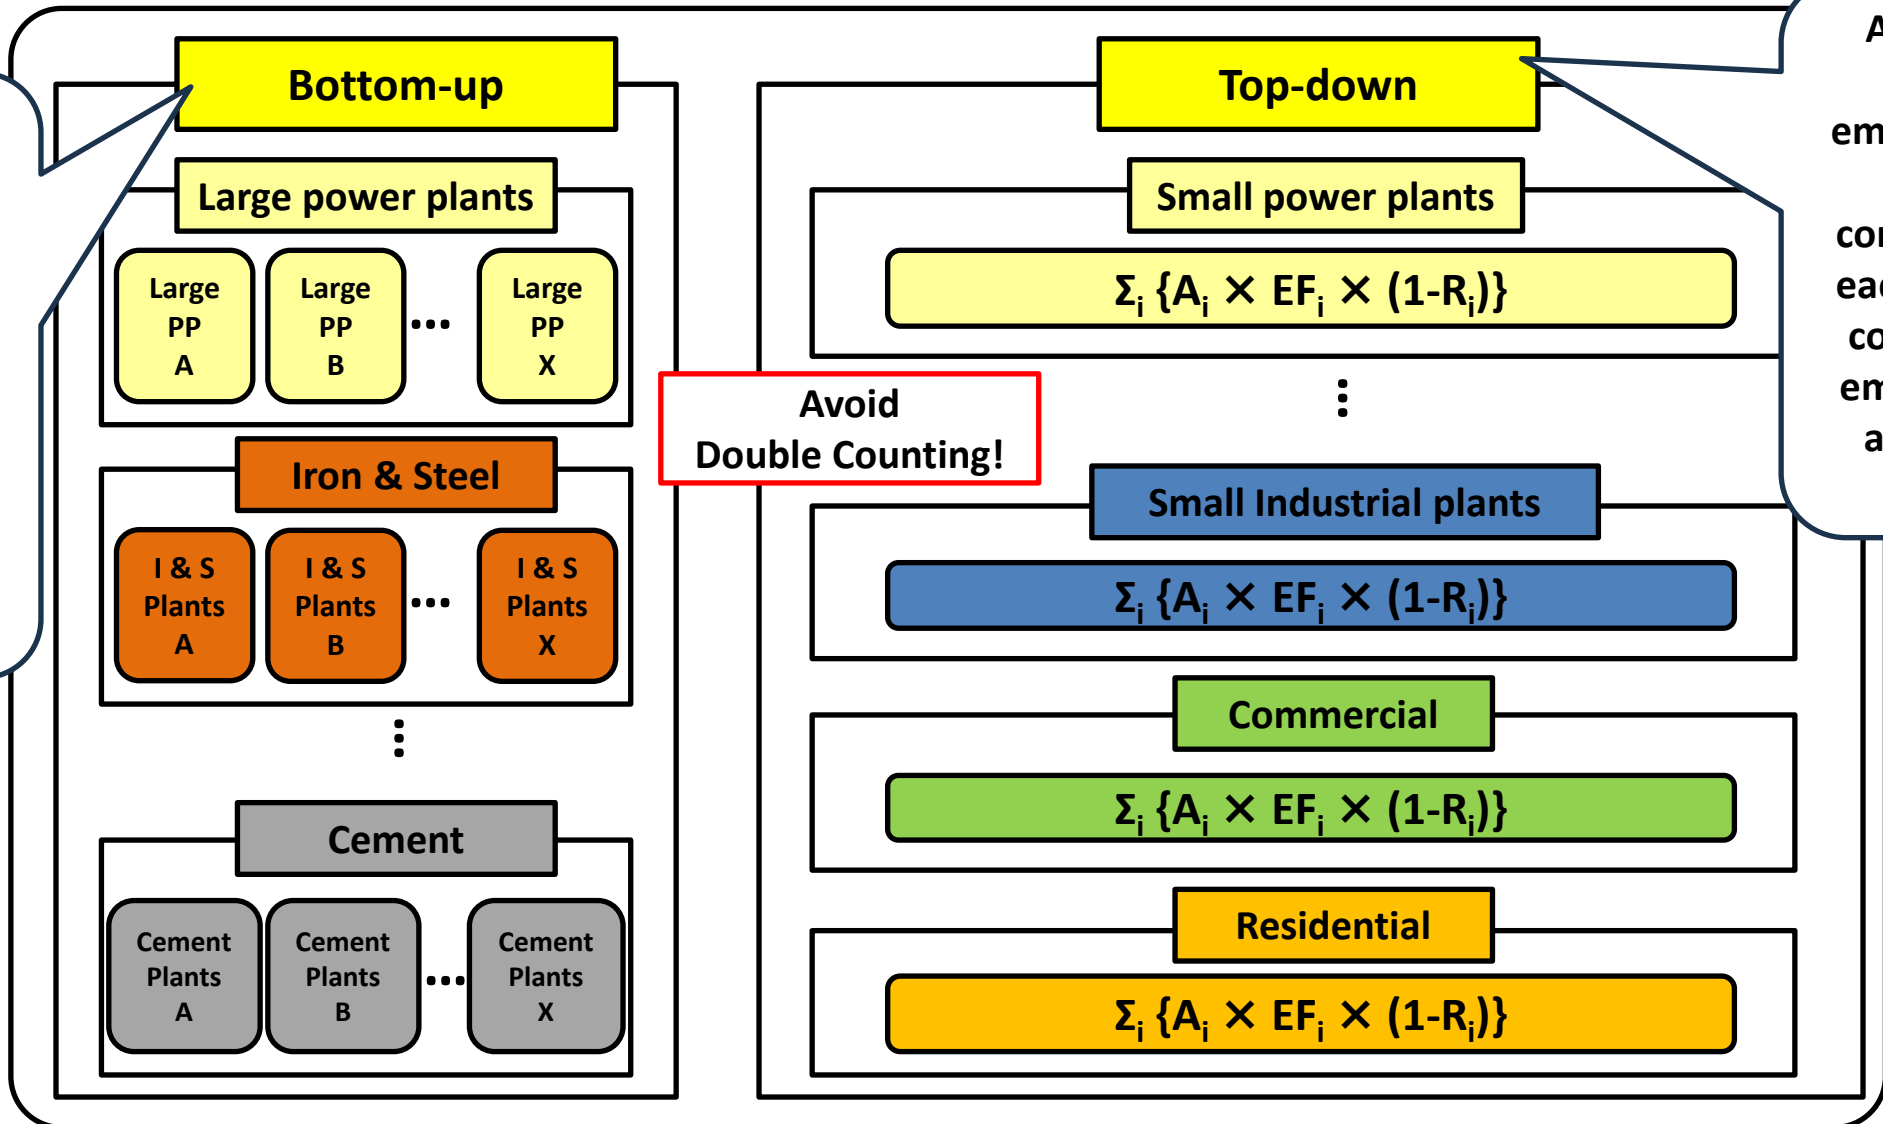 Bottom-up
Large power plants
Large
PP
A
Large
PP
B
...
Large
PP
X
Iron & Steel
I & S
Plants
A
I & S
Plants
B
...
I & S
Plants
X
⋮
Cement
Cement
Plants
A
Cement
Plants
B
...
Cement
Plants
X
Avoid
Double Counting!
Top-down
Small power plants
Σi {Ai × EFi × (1-Ri)}
⋮
Small Industrial plants
Σi {Ai × EFi × (1-Ri)}
Commercial
Σi {Ai × EFi × (1-Ri)}
Residential
Σi {Ai × EFi × (1-Ri)}